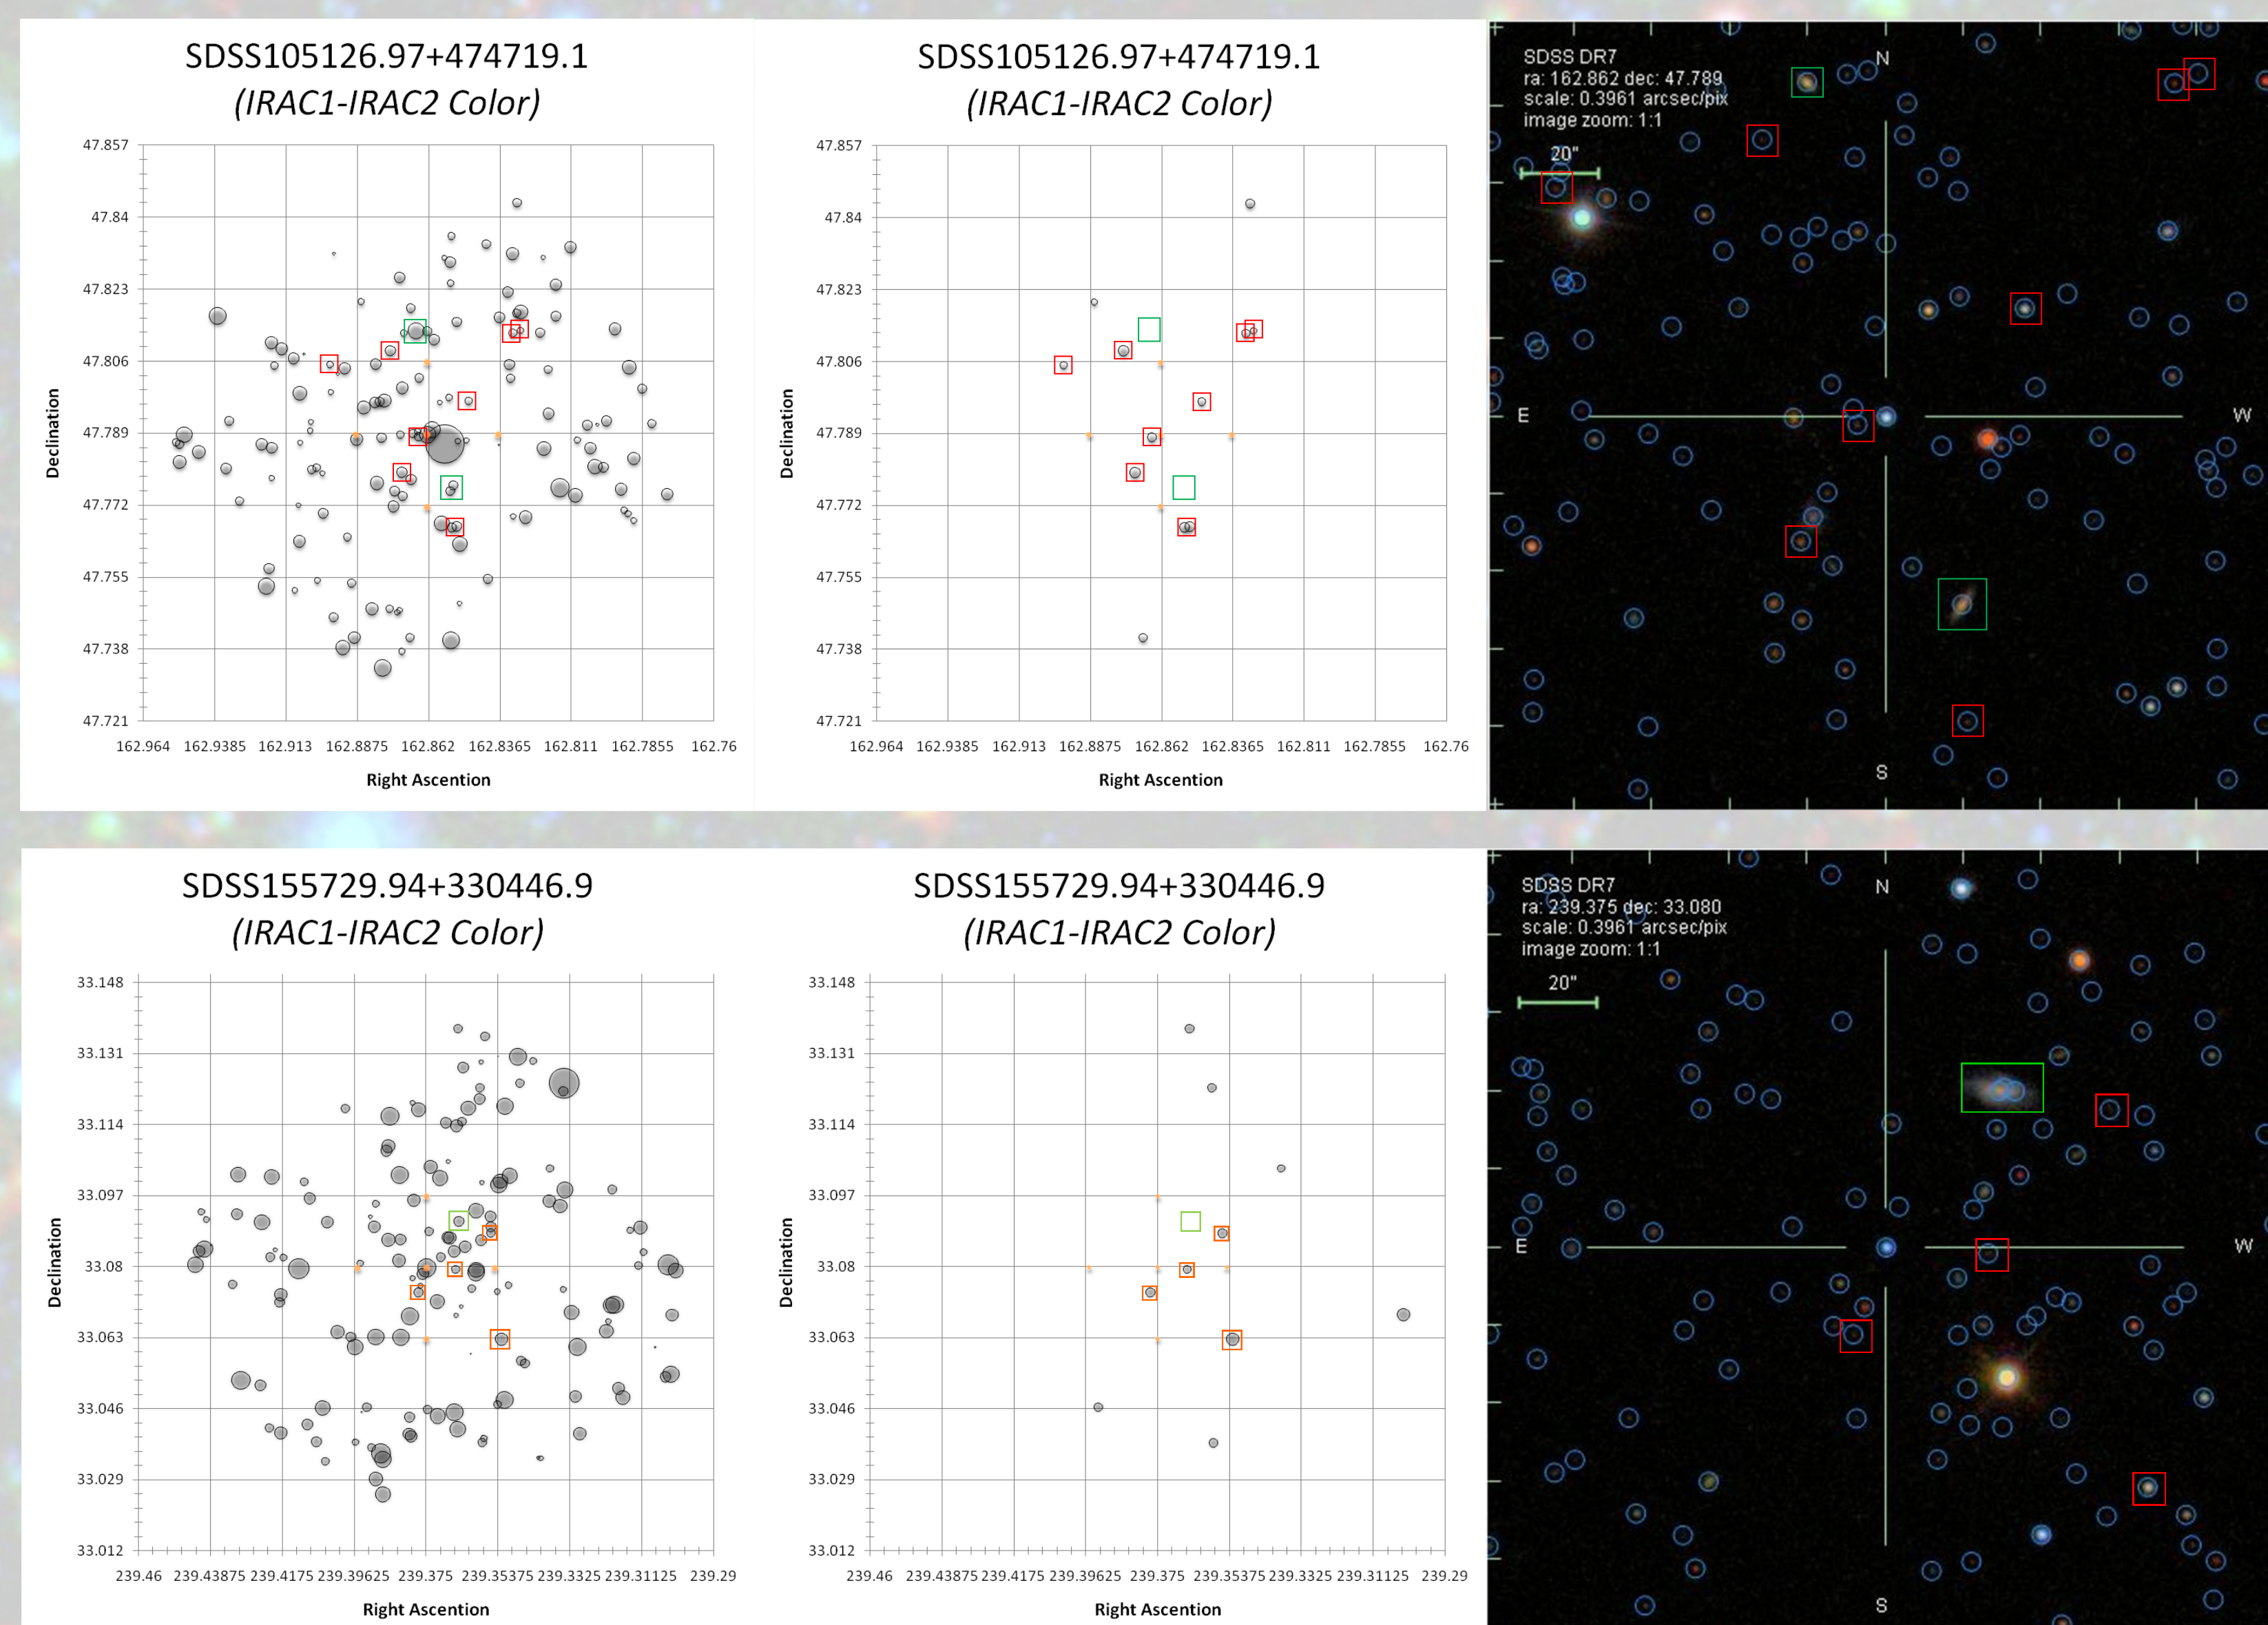 SDSS105126.97+474719.1
(IRAC1-IRAC2 Color)
47.857
47.84
47.823
47.806
47.789
47.772
47.755
47.738
47.721
Declination
162.964 162.9385 162.913 162.8875 162.862 162.8365 162.811 162.7855 162.76
Right Ascention
SDSS105126.97+474719.1
(IRAC1-IRAC2 Color)
47.857
47.84
47.823
47.806
47.789
47.772
47.755
47.738
47.721
Declination
162.964 162.9385 162.913 162.8875 162.862 162.8365 162.811 162.7855 162.76
Right Ascention
SDSS DR7
ra: 162.862 dec: 47.789
scale: 0.3961 arcsec/pix
image zoom: 1:1
20"
N
E
W
S
SDSS155729.94+330446.9
(IRAC1-IRAC2 Color)
33.148
33.131
33.114
33.097
33.08
33.063
33.046
33.029
33.012
Declination
239.46 239.43875 239.4175 239.39625 239.375 239.35375 239.3325 239.31125 239.29
Right Ascention
SDSS155729.94+330446.9
(IRAC1-IRAC2 Color)
33.148
33.131
33.114
33.097
33.08
33.063
33.046
33.029
33.012
Declination
239.46 239.43875 239.4175 239.39625 239.375 239.35375 239.3325 239.31125 239.29
Right Ascention
SDSS DR7
ra: 239.375 dec: 33.080
scale: 0.3961 arcsec/pix
image zoom: 1:1
20"
N
E
W
S